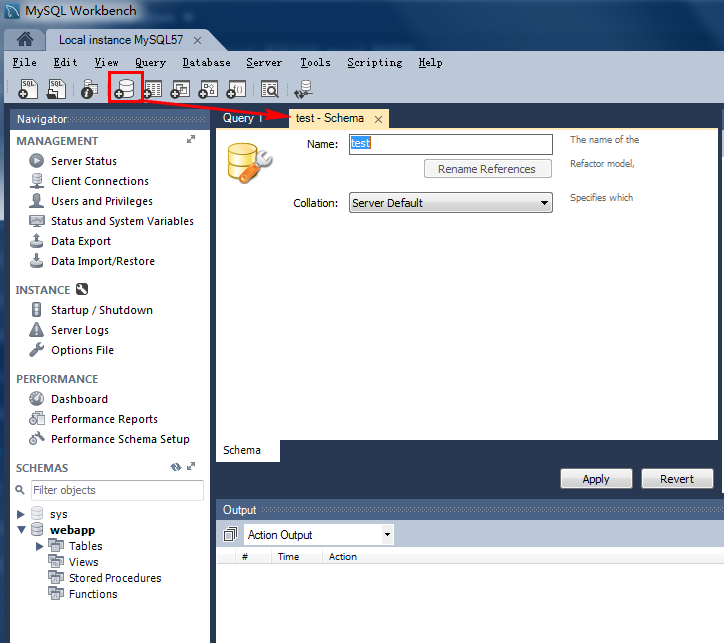 MySQL Workbench
Local instance MySQL57
File Edit View Query Database Server Tools Scripting Help
SQL SQL
Navigator
MANAGEMENT
Server Status
Client Connections
Users and Privileges
Status and System Variables
Data Export
Data Import/Restore
INSTANCE
Startup / Shutdown
Server Logs
Options File
PERFORMANCE
Dashboard
Performance Reports
Performance Schema Setup
SCHEMAS
Filter objects
sys
webapp
Tables
Views
Stored Procedures
Functions
Query 1
test - Schema
Name: test The name of the
Rename References Refactor model,
Collation: Server Default Specifies which
Schema
Apply Revert
Output
Action Output
# Time Action